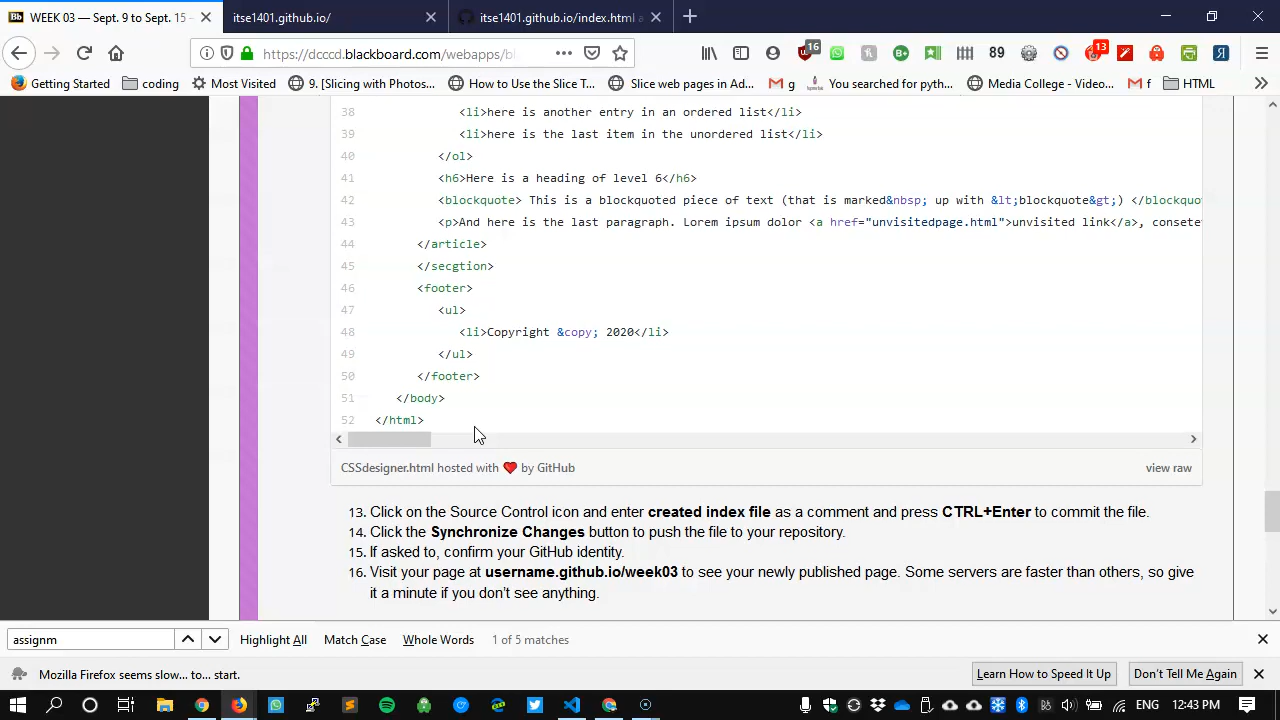 WEEK 03 — Sept. 9 to Sept. 15 -
itse1401.github.io/
itse1401.github.io/index.html a
https://dcccd.blackboard.com/webapps/bl
16
89
13
Getting Started
coding
Most Visited
9. [Slicing with Photos...
How to Use the Slice T...
Slice web pages in Ad...
g
You searched for pyth...
Media College - Video...
f
HTML
38 <li>here is another entry in an ordered list</li>
39 <li>here is the last item in the unordered list</li>
40 </ol>
41 <h6>Here is a heading of level 6</h6>
42 <blockquote> This is a blockquoted piece of text (that is marked&nbsp; up with &lt;blockquote&gt;) </blockquo
43 <p>And here is the last paragraph. Lorem ipsum dolor <a href="unvisitedpage.html">unvisited link</a>, consete
44 </article>
45 </secgtion>
46 <footer>
47 <ul>
48 <li>Copyright &copy; 2020</li>
49 </ul>
50 </footer>
51 </body>
52 </html>
CSSdesigner.html hosted with ❤ by GitHub
view raw
13. Click on the Source Control icon and enter created index file as a comment and press CTRL+Enter to commit the file.
14. Click the Synchronize Changes button to push the file to your repository.
15. If asked to, confirm your GitHub identity.
16. Visit your page at username.github.io/week03 to see your newly published page. Some servers are faster than others, so give
it a minute if you don't see anything.
assignm
Highlight All
Match Case
Whole Words
1 of 5 matches
Mozilla Firefox seems slow... to... start.
Learn How to Speed It Up
Don't Tell Me Again
ENG
12:43 PM